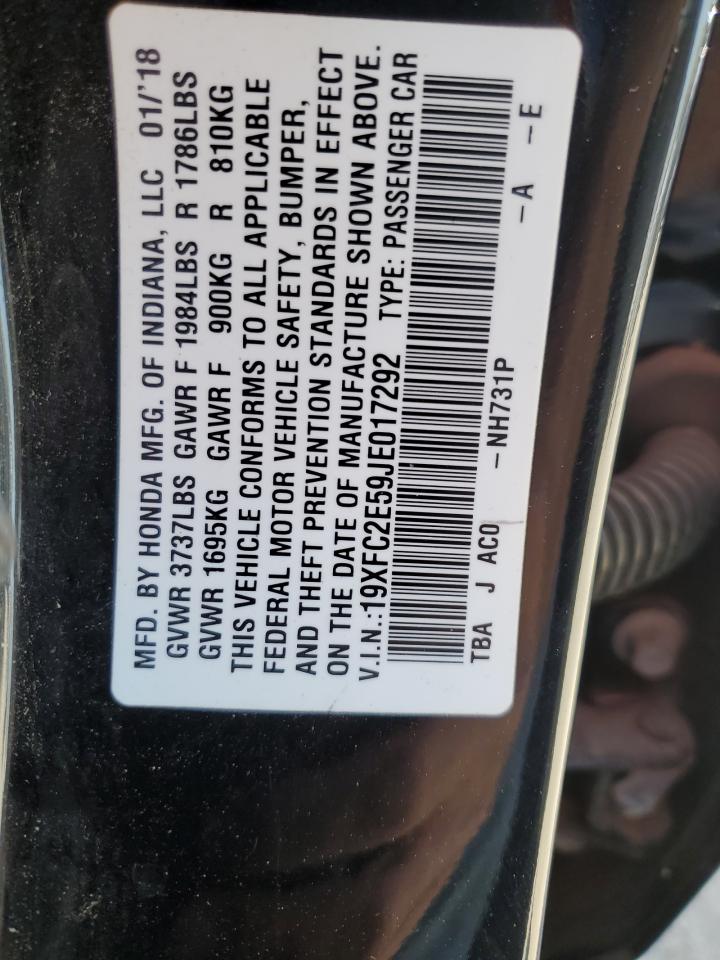 MFD. BY HONDA MFG. OF INDIANA, LLC 01/'18
GVWR 3737LBS GAWR F 1984LBS R 1786LBS
GVWR 1695KG GAWR F 900KG R 810KG
THIS VEHICLE CONFORMS TO ALL APPLICABLE
FEDERAL MOTOR VEHICLE SAFETY, BUMPER,
AND THEFT PREVENTION STANDARDS IN EFFECT
ON THE DATE OF MANUFACTURE SHOWN ABOVE.
V.I.N.:19XFC2E59JE017292 TYPE: PASSENGER CAR
TBA J AC0 -NH731P -A -E